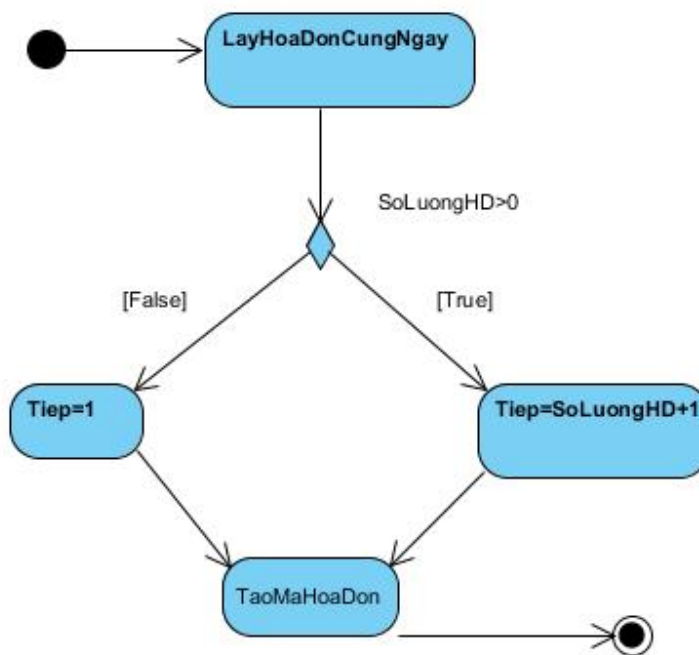 LayHoaDonCungNgay
SoLuongHD>0
[False]
[True]
Tiep=1
Tiep=SoLuongHD+1
TaoMaHoaDon